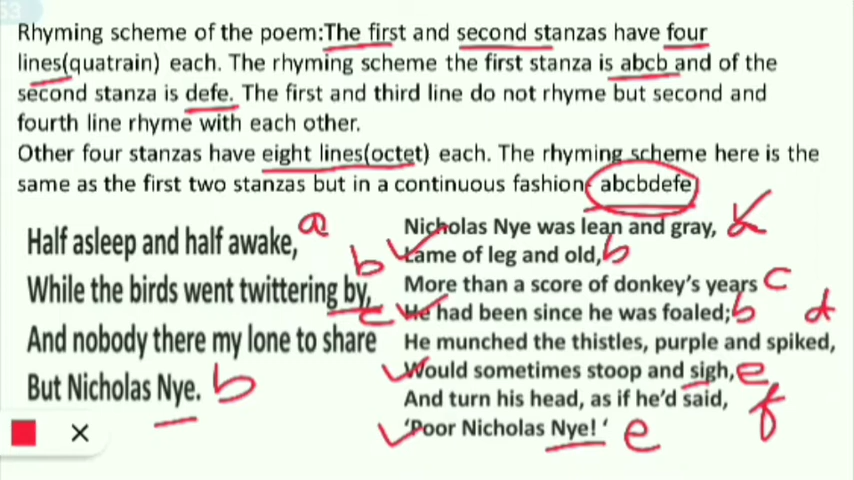 53
Rhyming scheme of the poem:The first and second stanzas have four
lines(quatrain) each. The rhyming scheme the first stanza is abcb and of the
second stanza is defe. The first and third line do not rhyme but second and
fourth line rhyme with each other.
Other four stanzas have eight lines(octet) each. The rhyming scheme here is the
same as the first two stanzas but in a continuous fashion- abcbdefe
Half asleep and half awake, a
While the birds went twittering by, b
And nobody there my lone to share c
But Nicholas Nye. b
Nicholas Nye was lean and gray,
Lame of leg and old, b
More than a score of donkey's years c
He had been since he was foaled; b
He munched the thistles, purple and spiked, d
Would sometimes stoop and sigh, e
And turn his head, as if he'd said, f
'Poor Nicholas Nye! ' e